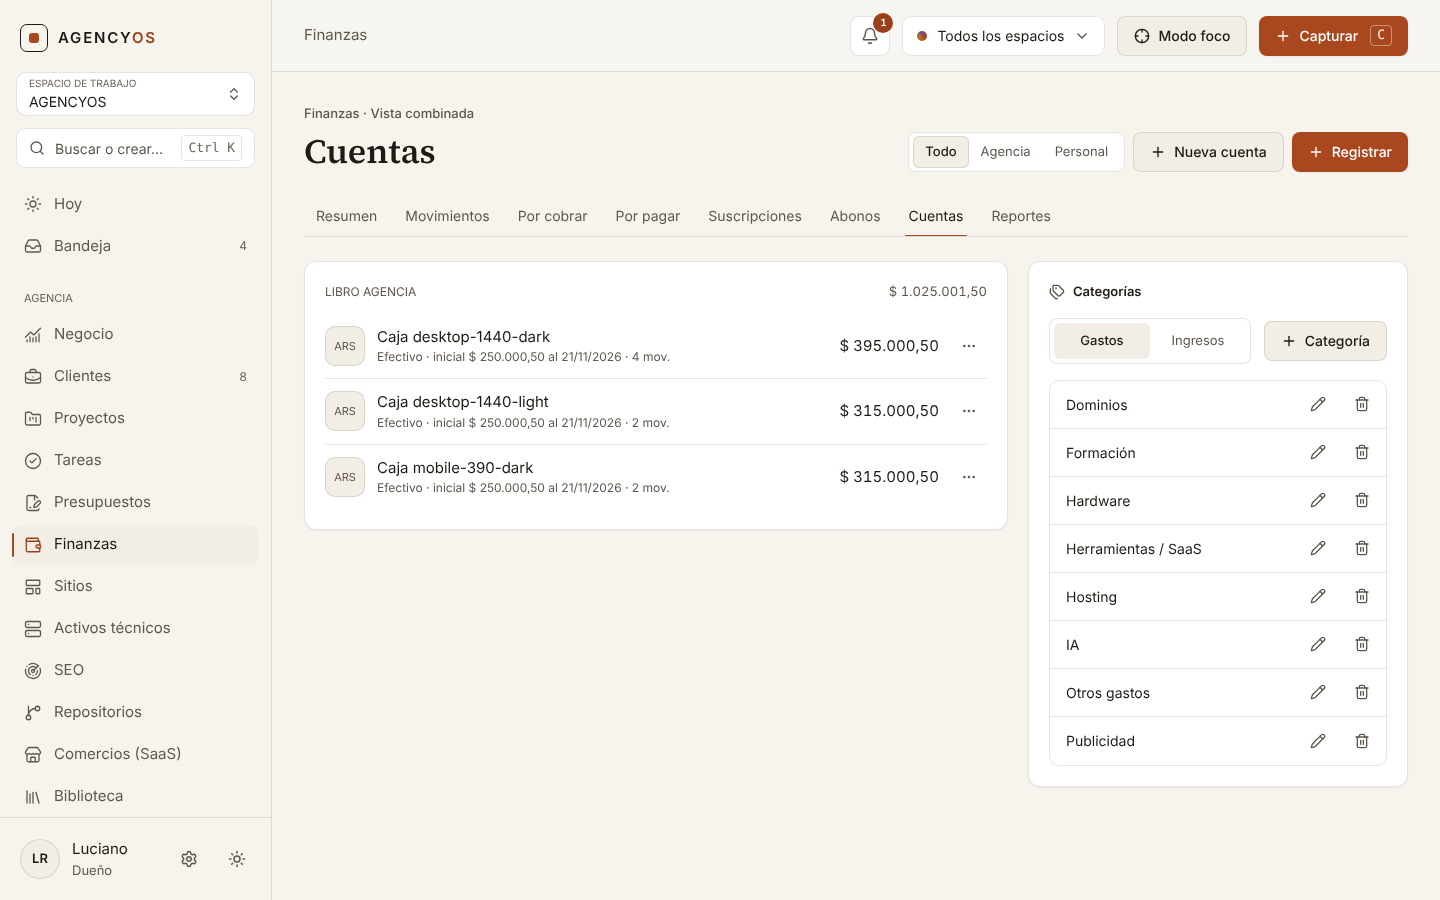 AGENCYOS
ESPACIO DE TRABAJO
AGENCYOS
Buscar o crear... Ctrl K
Hoy
Bandeja 4
AGENCIA
Negocio
Clientes 8
Proyectos
Tareas
Presupuestos
Finanzas
Sitios
Activos técnicos
SEO
Repositorios
Comercios (SaaS)
Biblioteca
LR
Luciano
Dueño
Finanzas
1
Todos los espacios
Modo foco
Capturar C
Finanzas · Vista combinada
Cuentas
Todo Agencia Personal
Nueva cuenta
Registrar
Resumen Movimientos Por cobrar Por pagar Suscripciones Abonos Cuentas Reportes
LIBRO AGENCIA $ 1.025.001,50
ARS
Caja desktop-1440-dark
Efectivo · inicial $ 250.000,50 al 21/11/2026 · 4 mov.
$ 395.000,50
ARS
Caja desktop-1440-light
Efectivo · inicial $ 250.000,50 al 21/11/2026 · 2 mov.
$ 315.000,50
ARS
Caja mobile-390-dark
Efectivo · inicial $ 250.000,50 al 21/11/2026 · 2 mov.
$ 315.000,50
Categorías
Gastos Ingresos
Categoría
Dominios
Formación
Hardware
Herramientas / SaaS
Hosting
IA
Otros gastos
Publicidad